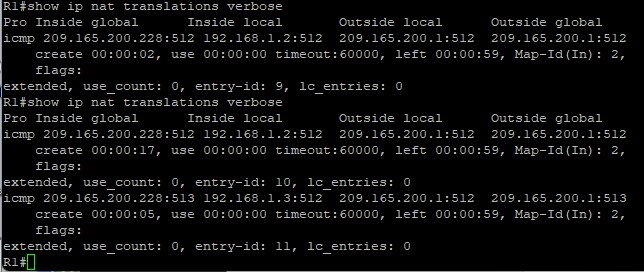 R1#show ip nat translations verbose
Pro Inside global      Inside local       Outside local      Outside global
icmp 209.165.200.228:512 192.168.1.2:512  209.165.200.1:512  209.165.200.1:512
    create 00:00:02, use 00:00:00 timeout:60000, left 00:00:59, Map-Id(In): 2,
    flags:
extended, use_count: 0, entry-id: 9, lc_entries: 0
R1#show ip nat translations verbose
Pro Inside global      Inside local       Outside local      Outside global
icmp 209.165.200.228:512 192.168.1.2:512  209.165.200.1:512  209.165.200.1:512
    create 00:00:17, use 00:00:00 timeout:60000, left 00:00:59, Map-Id(In): 2,
    flags:
extended, use_count: 0, entry-id: 10, lc_entries: 0
icmp 209.165.200.228:513 192.168.1.3:512  209.165.200.1:512  209.165.200.1:513
    create 00:00:05, use 00:00:00 timeout:60000, left 00:00:59, Map-Id(In): 2,
    flags:
extended, use_count: 0, entry-id: 11, lc_entries: 0
R1#